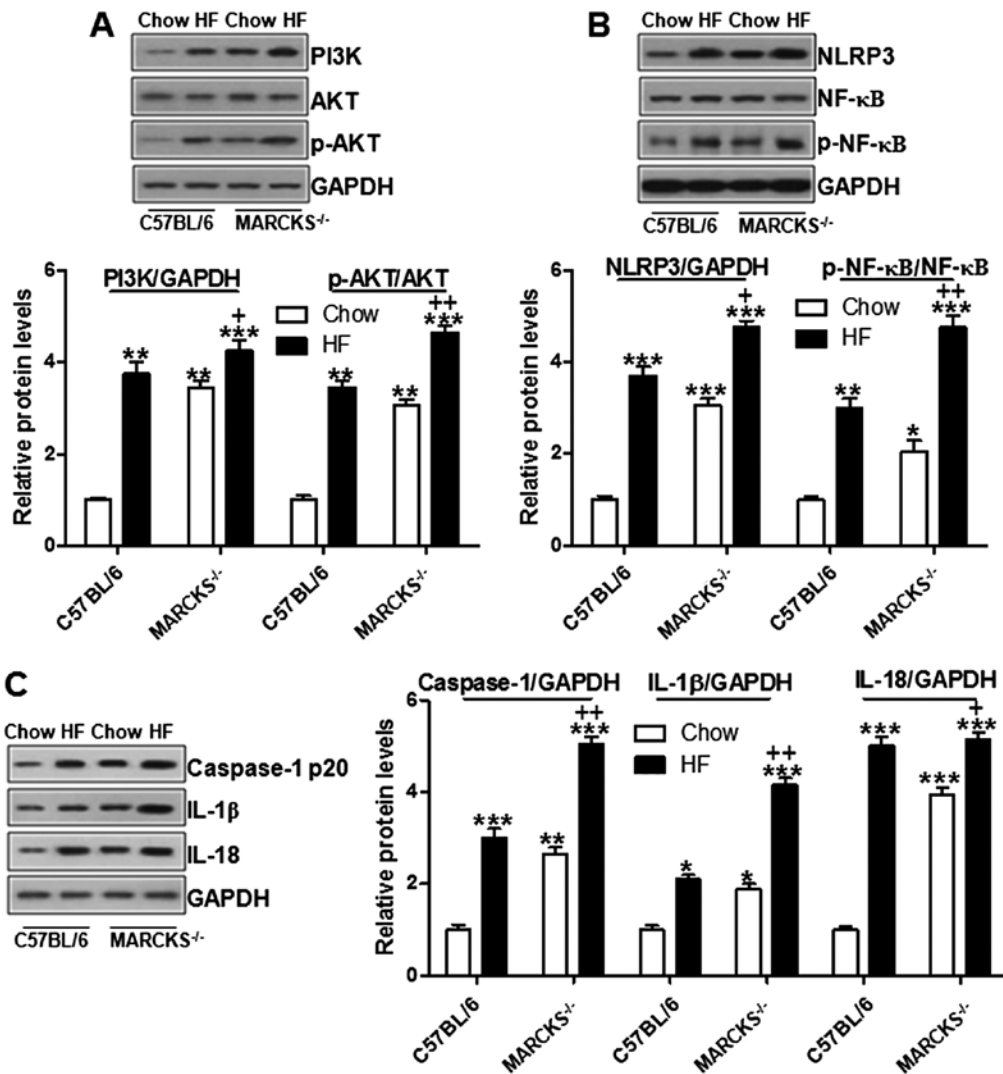 A
Chow HF Chow HF
PI3K
AKT
p-AKT
GAPDH
C57BL/6 MARCKS-/-
PI3K/GAPDH p-AKT/AKT
+ ++
*** ***
** ** ** **
Chow
HF
Relative protein levels
6
4
2
0
C57BL/6 MARCKS-/- C57BL/6 MARCKS-/-
B
Chow HF Chow HF
NLRP3
NF-κB
p-NF-κB
GAPDH
C57BL/6 MARCKS-/-
NLRP3/GAPDH p-NF-κB/NF-κB
+ ++
*** ***
*** *** ** *
Chow
HF
Relative protein levels
6
4
2
0
C57BL/6 MARCKS-/- C57BL/6 MARCKS-/-
C
Chow HF Chow HF
Caspase-1 p20
IL-1β
IL-18
GAPDH
C57BL/6 MARCKS-/-
Caspase-1/GAPDH IL-1β/GAPDH IL-18/GAPDH
++ ++ +
*** *** ***
*** ** * * *** ***
Chow
HF
Relative protein levels
6
4
2
0
C57BL/6 MARCKS-/- C57BL/6 MARCKS-/- C57BL/6 MARCKS-/-